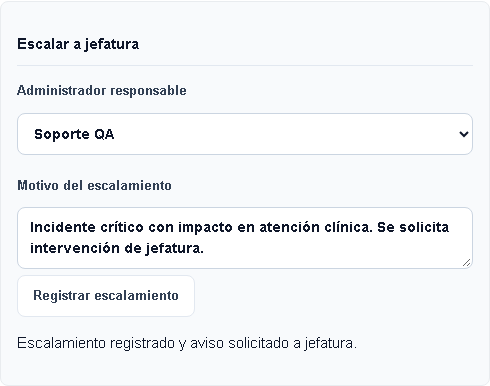 Escalar a jefatura
Administrador responsable
Soporte QA
Motivo del escalamiento
Incidente crítico con impacto en atención clínica. Se solicita
intervención de jefatura.
Registrar escalamiento
Escalamiento registrado y aviso solicitado a jefatura.